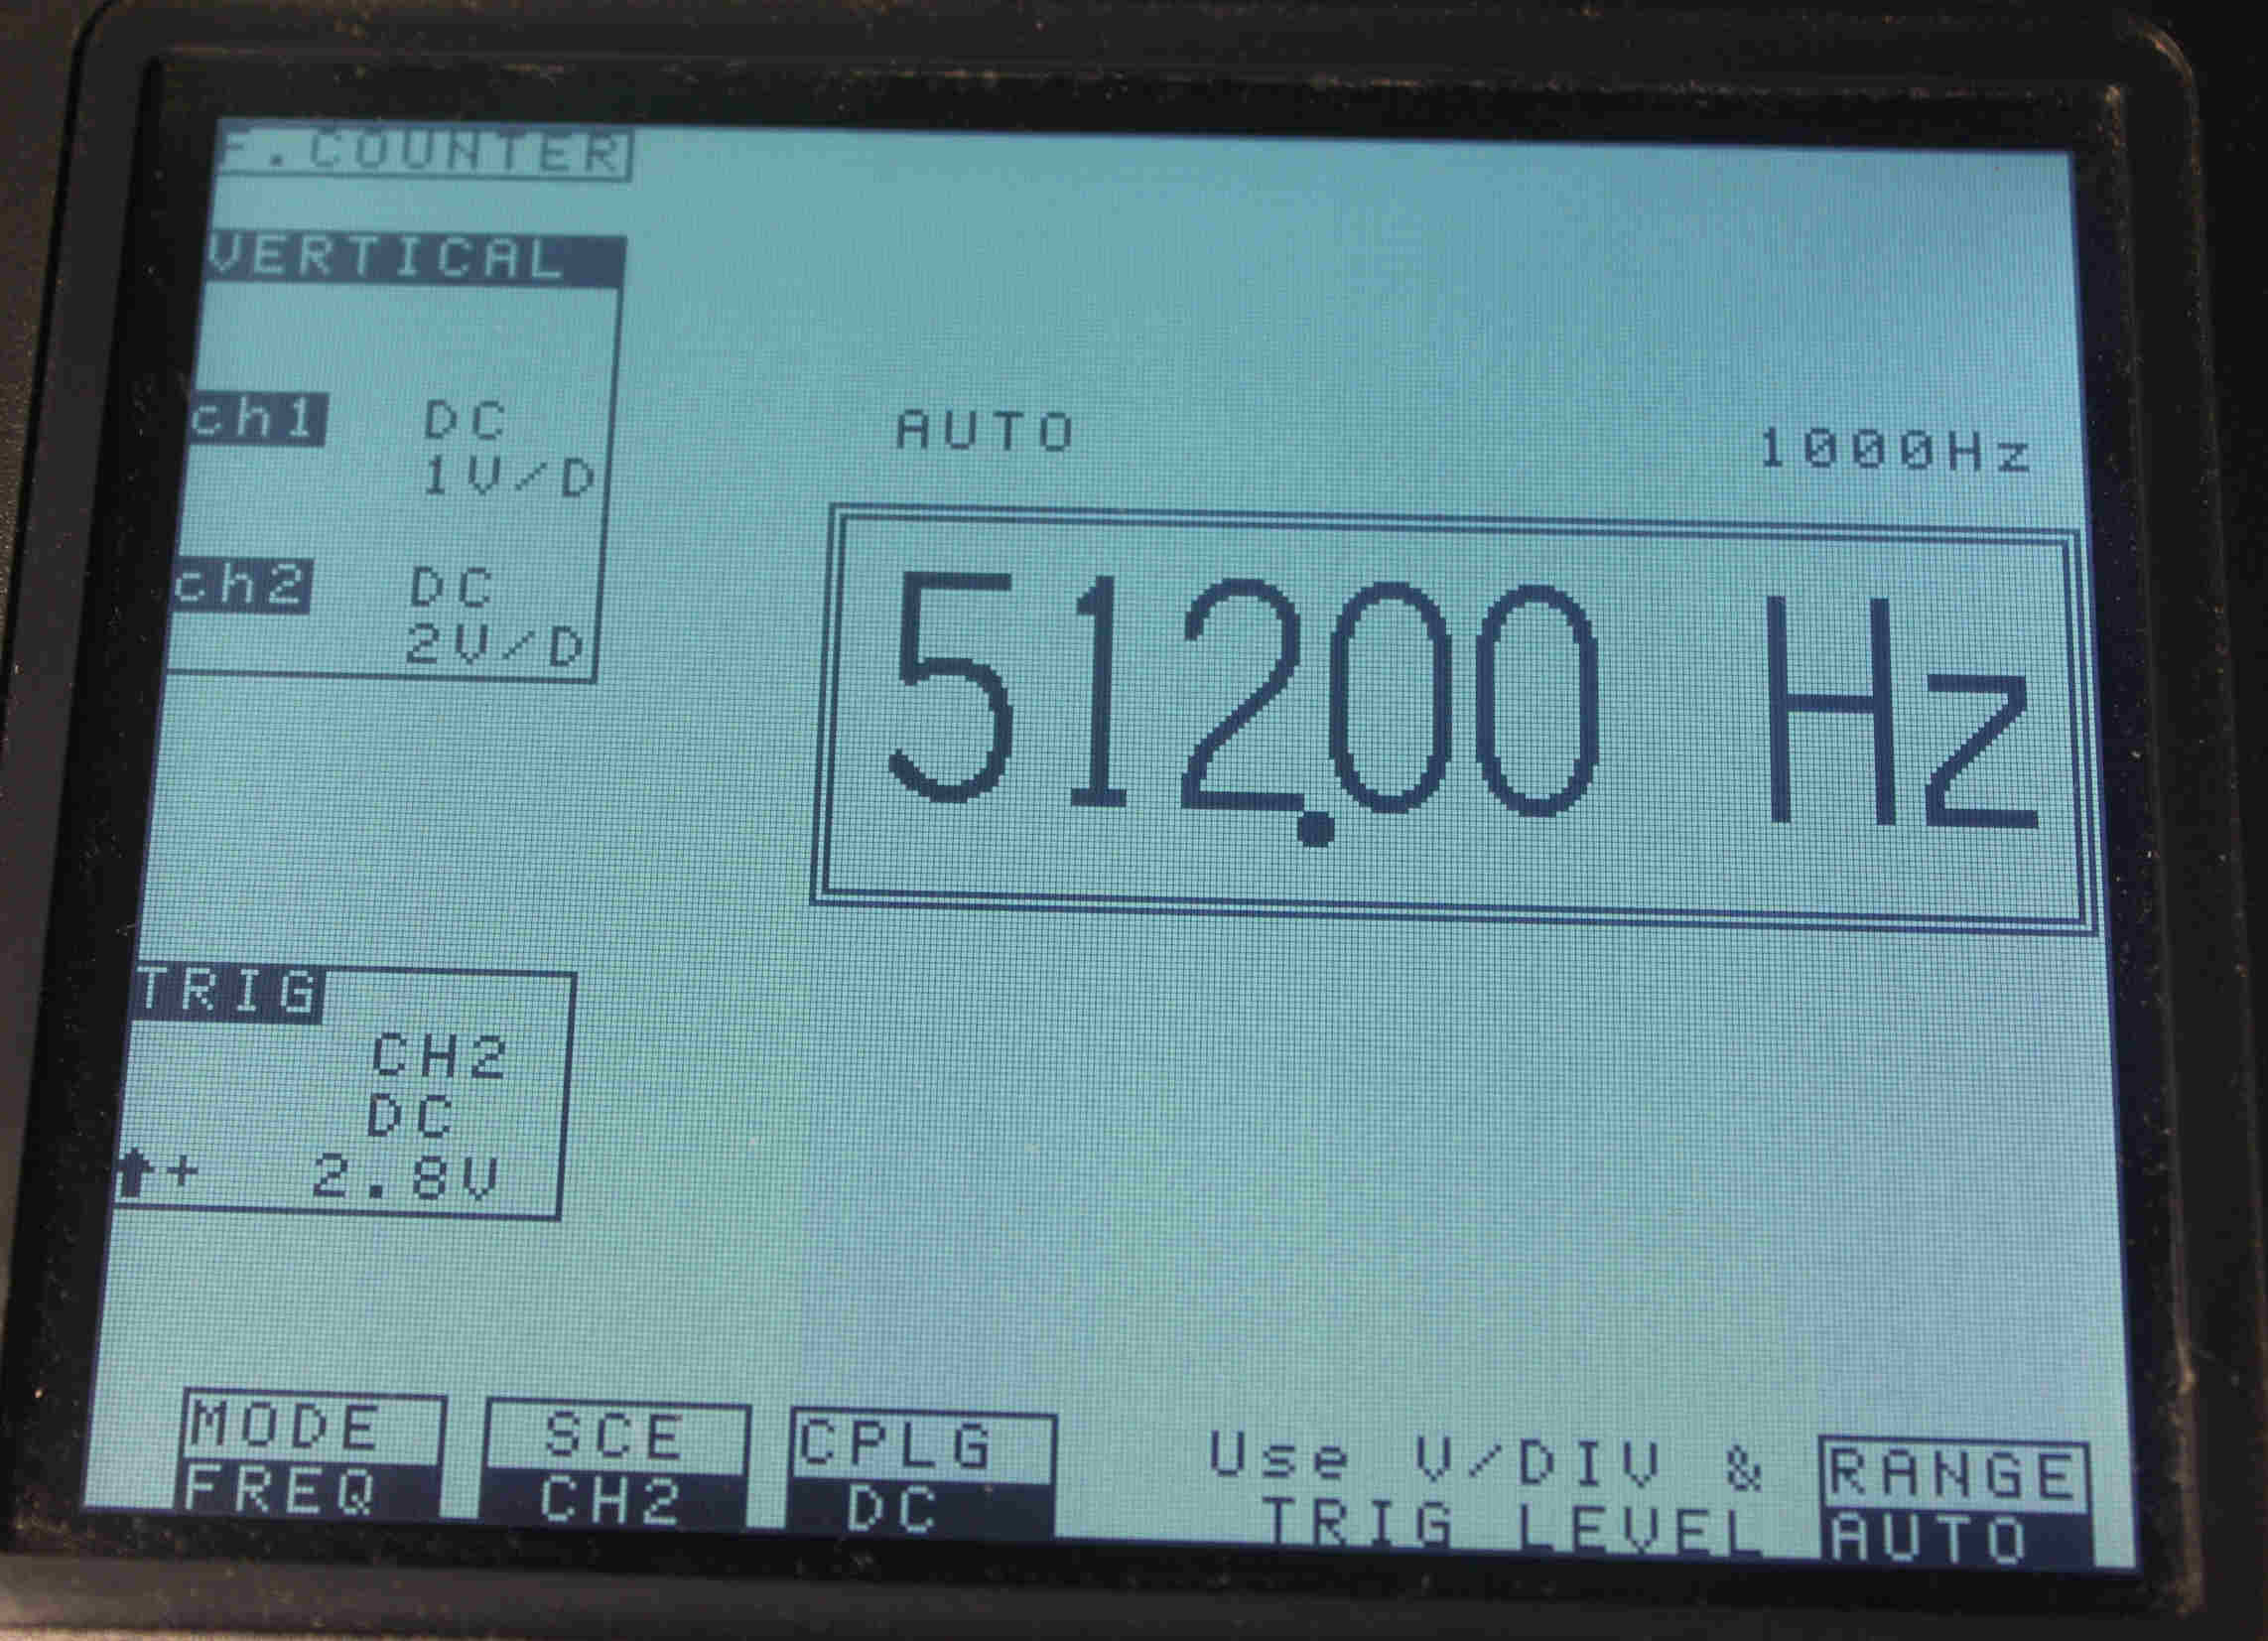 F.COUNTER
VERTICAL
ch1 DC
1V/D
ch2 DC
2V/D
AUTO 1000Hz
512.00 Hz
TRIG
CH2
DC
↑+ 2.8V
MODE
FREQ
SCE
CH2
CPLG
DC
Use V/DIV &
TRIG LEVEL
RANGE
AUTO